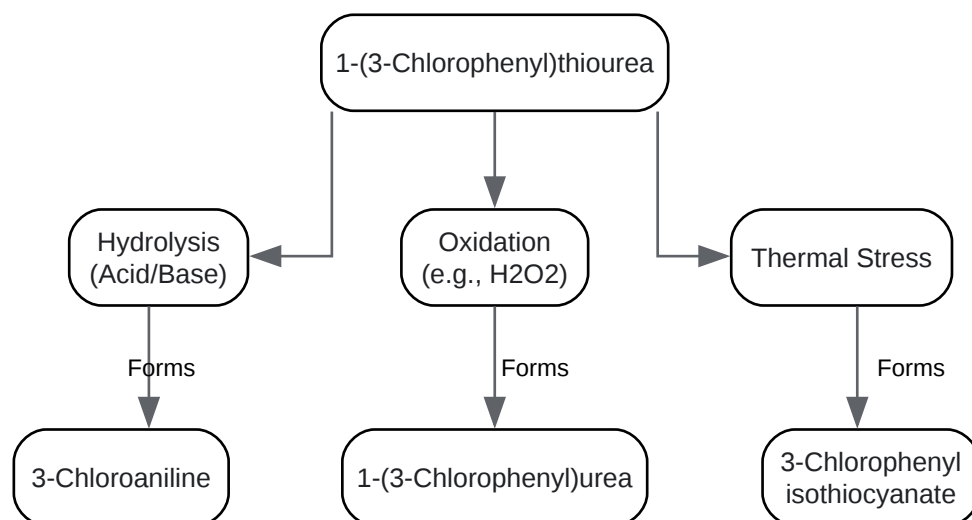 1-(3-Chlorophenyl)thiourea
Hydrolysis
(Acid/Base)
Oxidation
(e.g., H2O2)
Thermal Stress
Forms
Forms
Forms
3-Chloroaniline
1-(3-Chlorophenyl)urea
3-Chlorophenyl
isothiocyanate